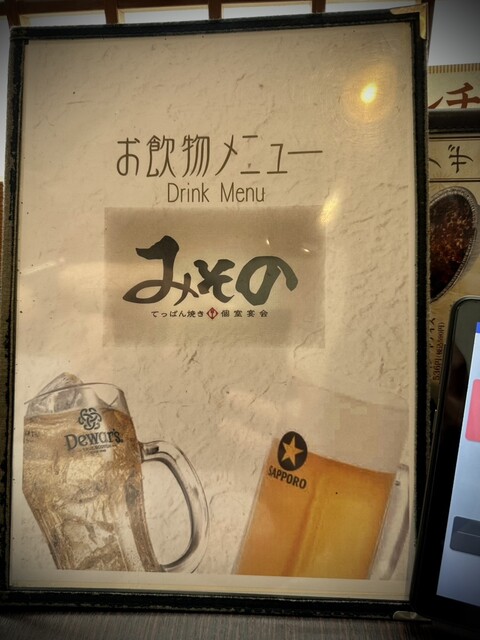 お飲物メニュー
Drink Menu
みその
てっぱん焼き 個室宴会
Dewar's
SAPPORO